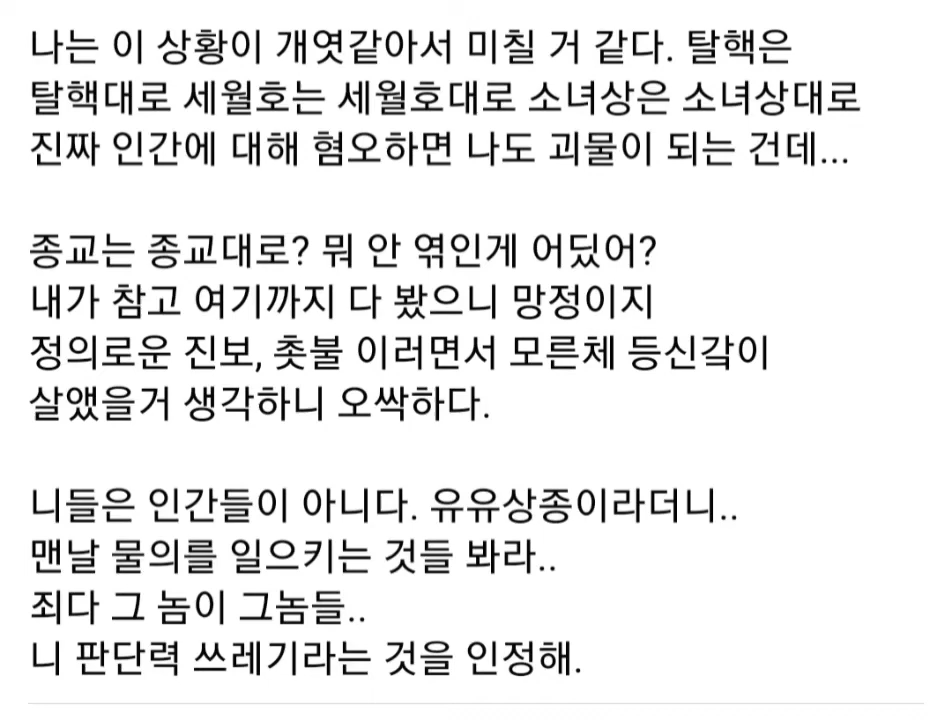 나는 이 상황이 개엿같아서 미칠 거 같다. 탈핵은
탈핵대로 세월호는 세월호대로 소녀상은 소녀상대로
진짜 인간에 대해 혐오하면 나도 괴물이 되는 건데...
종교는 종교대로? 뭐 안 엮인게 어딨어?
내가 참고 여기까지 다 봤으니 망정이지
정의로운 진보, 촛불 이러면서 모른체 등신갘이
살앴을거 생각하니 오싹하다.
니들은 인간들이 아니다. 유유상종이라더니..
맨날 물의를 일으키는 것들 봐라..
죄다 그 놈이 그놈들..
니 판단력 쓰레기라는 것을 인정해.